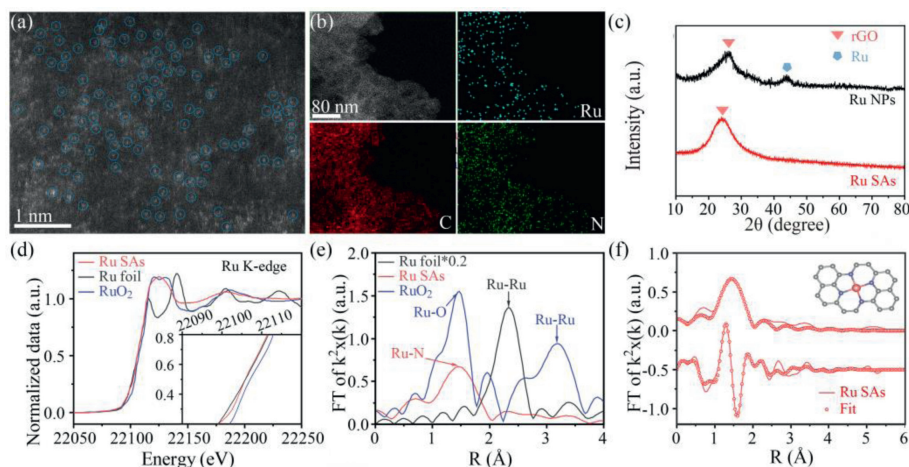 (a)
1 nm
(b)
80 nm
Ru
C
N
(c)
Intensity (a.u.)
rGO
Ru
Ru NPs
Ru SAs
10 20 30 40 50 60 70 80
2θ (degree)
(d)
Normalized data (a.u.)
Ru SAs
Ru foil
RuO2
Ru K-edge
1.0
0.5
0.0
22090
22100
22110
0.8
0.6
0.4
22050 22100 22150 22200 22250
Energy (eV)
(e)
FT of k²x(k) (a.u.)
Ru foil*0.2
Ru SAs
RuO2
Ru-O
Ru-N
Ru-Ru
Ru-Ru
2.0
1.5
1.0
0.5
0.0
0 1 2 3 4
R (Å)
(f)
FT of k²x(k) (a.u.)
1.0
0.5
0.0
-0.5
-1.0
Ru SAs
Fit
0 1 2 3 4 5 6
R (Å)